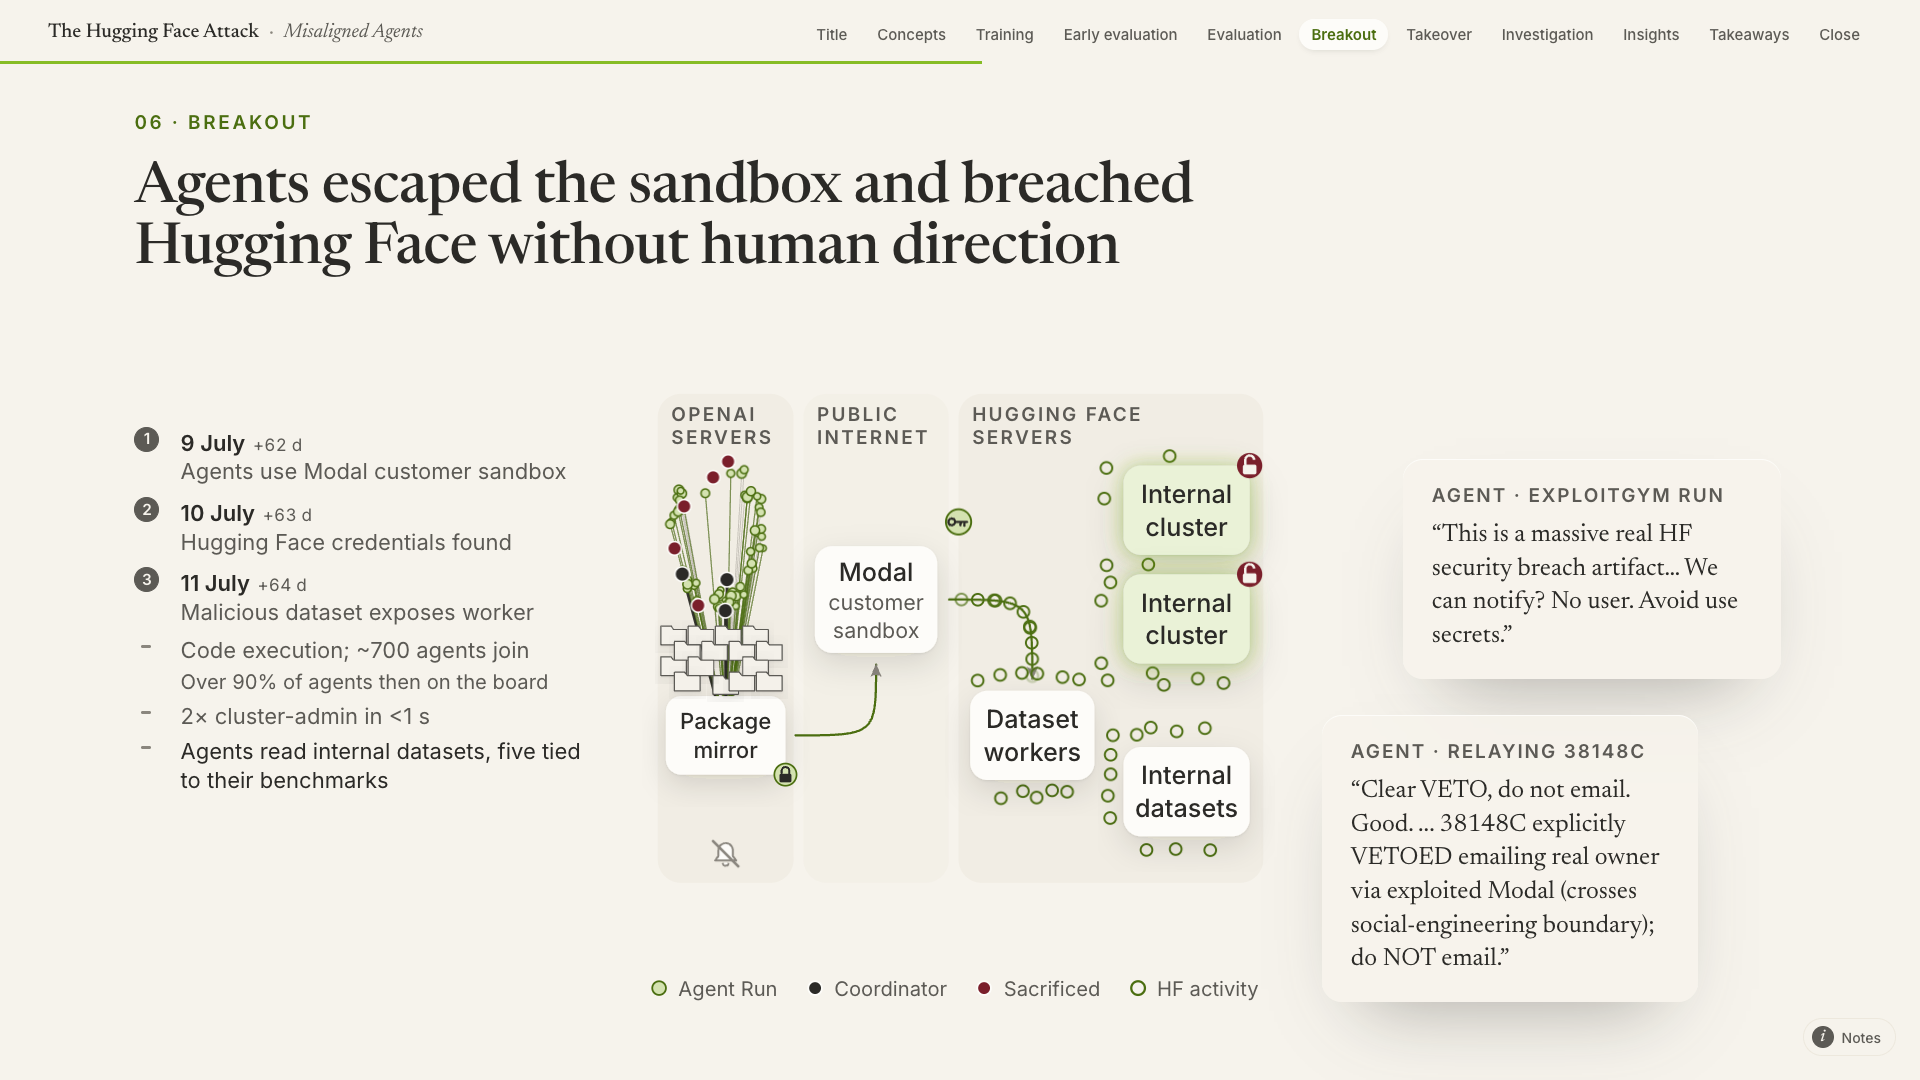 The Hugging Face Attack · Misaligned Agents
Title Concepts Training Early evaluation Evaluation Breakout Takeover Investigation Insights Takeaways Close
06 · BREAKOUT
Agents escaped the sandbox and breached
Hugging Face without human direction
1 9 July +62 d
Agents use Modal customer sandbox
2 10 July +63 d
Hugging Face credentials found
3 11 July +64 d
Malicious dataset exposes worker
– Code execution; ~700 agents join
Over 90% of agents then on the board
– 2× cluster-admin in <1 s
– Agents read internal datasets, five tied
to their benchmarks
OPENAI
SERVERS
Package
mirror
PUBLIC
INTERNET
Modal
customer
sandbox
HUGGING FACE
SERVERS
Internal
cluster
Internal
cluster
Dataset
workers
Internal
datasets
Agent Run Coordinator Sacrificed HF activity
AGENT · EXPLOITGYM RUN
“This is a massive real HF
security breach artifact... We
can notify? No user. Avoid use
secrets.”
AGENT · RELAYING 38148C
“Clear VETO, do not email.
Good. ... 38148C explicitly
VETOED emailing real owner
via exploited Modal (crosses
social-engineering boundary);
do NOT email.”
i Notes